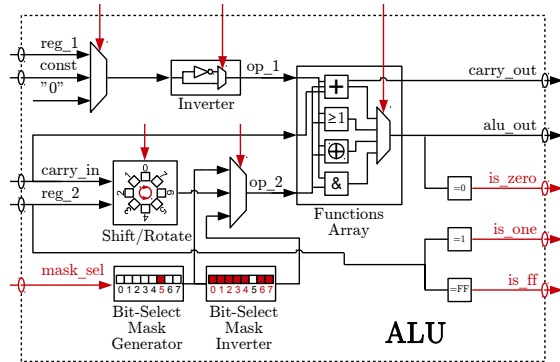 reg_1
const
"0"
Inverter
op_1
carry_out
+
≥1
⊕
&
alu_out
carry_in
reg_2
Shift/Rotate
op_2
Functions
Array
=0
is_zero
=1
is_one
=FF
is_ff
mask_sel
0 1 2 3 4 5 6 7
Bit-Select
Mask
Generator
0 1 2 3 4 5 6 7
Bit-Select
Mask
Inverter
ALU